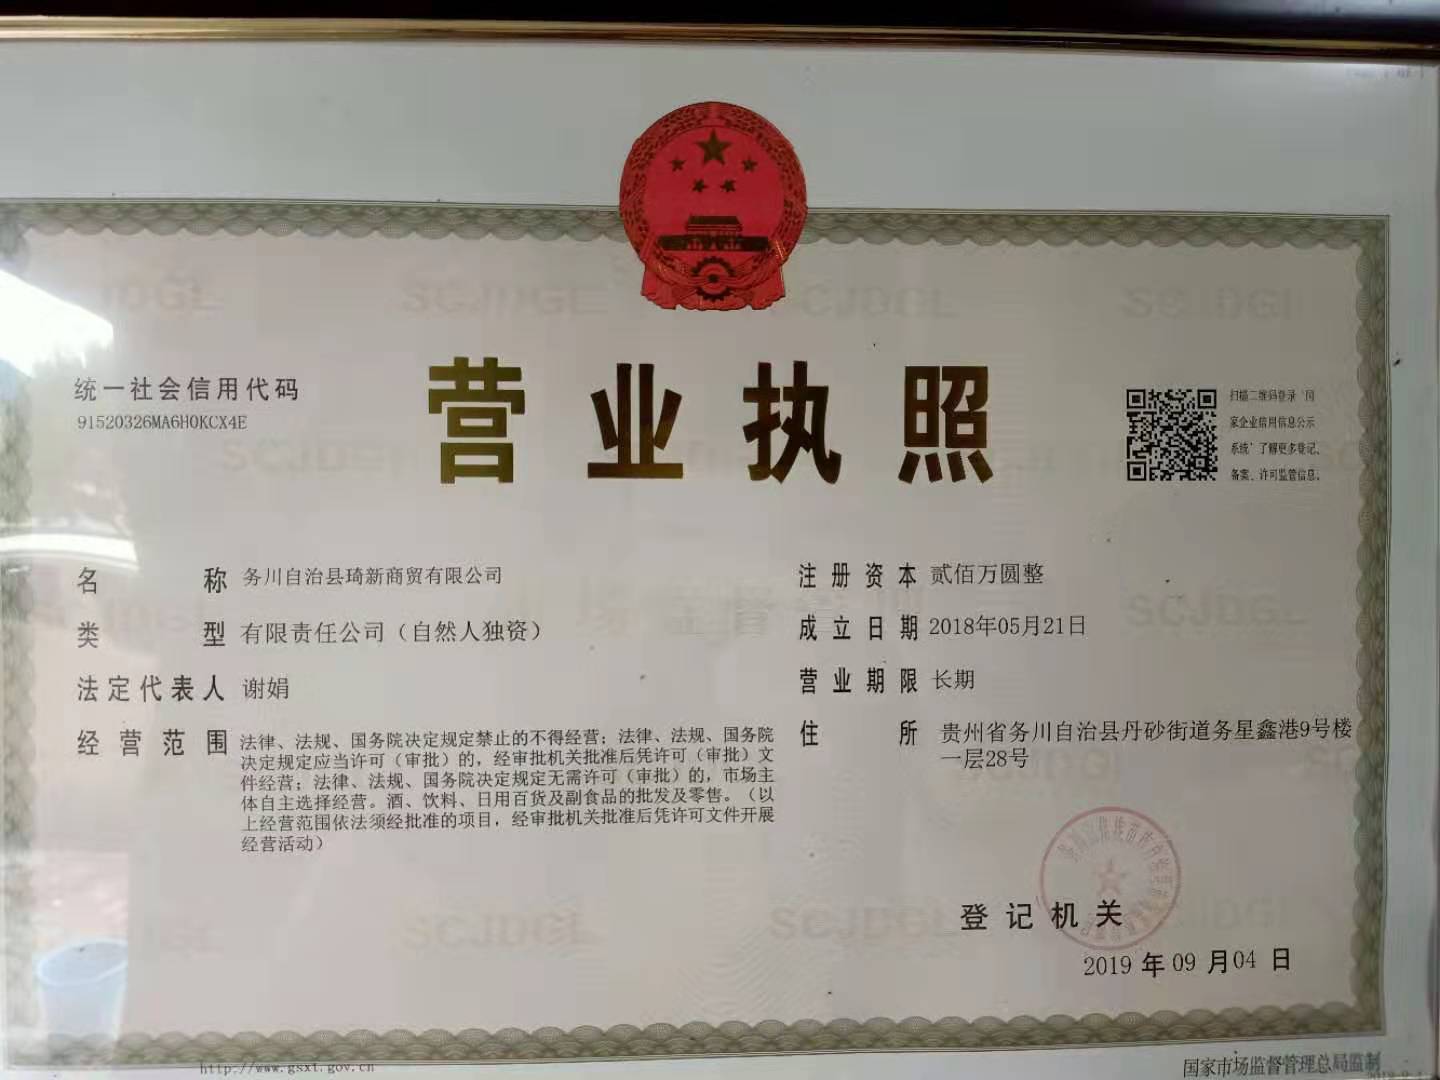 营业执照
统一社会信用代码
91520326MA6H0KCX4E
扫描二维码登录‘国
家企业信用信息公示
系统’了解更多登记、
备案、许可监管信息。
名称 务川自治县琦新商贸有限公司
类型 有限责任公司（自然人独资）
法定代表人 谢娟
经营范围 法律、法规、国务院决定规定禁止的不得经营；法律、法规、国务院
决定规定应当许可（审批）的，经审批机关批准后凭许可（审批）文
件经营；法律、法规、国务院决定规定无需许可（审批）的，市场主
体自主选择经营。酒、饮料、日用百货及副食品的批发及零售。（以
上经营范围依法须经批准的项目，经审批机关批准后凭许可文件开展
经营活动）
注册资本 贰佰万圆整
成立日期 2018年05月21日
营业期限 长期
住所 贵州省务川自治县丹砂街道务星鑫港9号楼
一层28号
登记机关
2019年09月04日
http://www.gsxt.gov.cn
国家市场监督管理总局监制